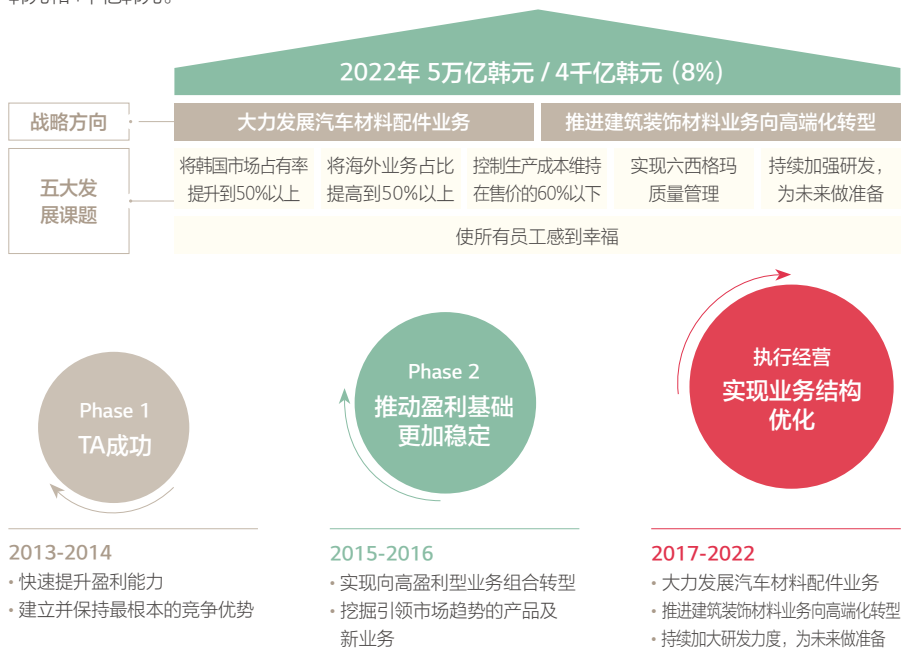 2022年 5万亿韩元 / 4千亿韩元 (8%)
战略方向
大力发展汽车材料配件业务
推进建筑装饰材料业务向高端化转型
五大发
展课题
将韩国市场占有率
提升到50%以上
将海外业务占比
提高到50%以上
控制生产成本维持
在售价的60%以下
实现六西格玛
质量管理
持续加强研发，
为未来做准备
使所有员工感到幸福
Phase 1
TA成功
Phase 2
推动盈利基础
更加稳定
执行经营
实现业务结构
优化
2013-2014
• 快速提升盈利能力
• 建立并保持最根本的竞争优势
2015-2016
• 实现向高盈利型业务组合转型
• 挖掘引领市场趋势的产品及
新业务
2017-2022
• 大力发展汽车材料配件业务
• 推进建筑装饰材料业务向高端化转型
• 持续加大研发力度，为未来做准备